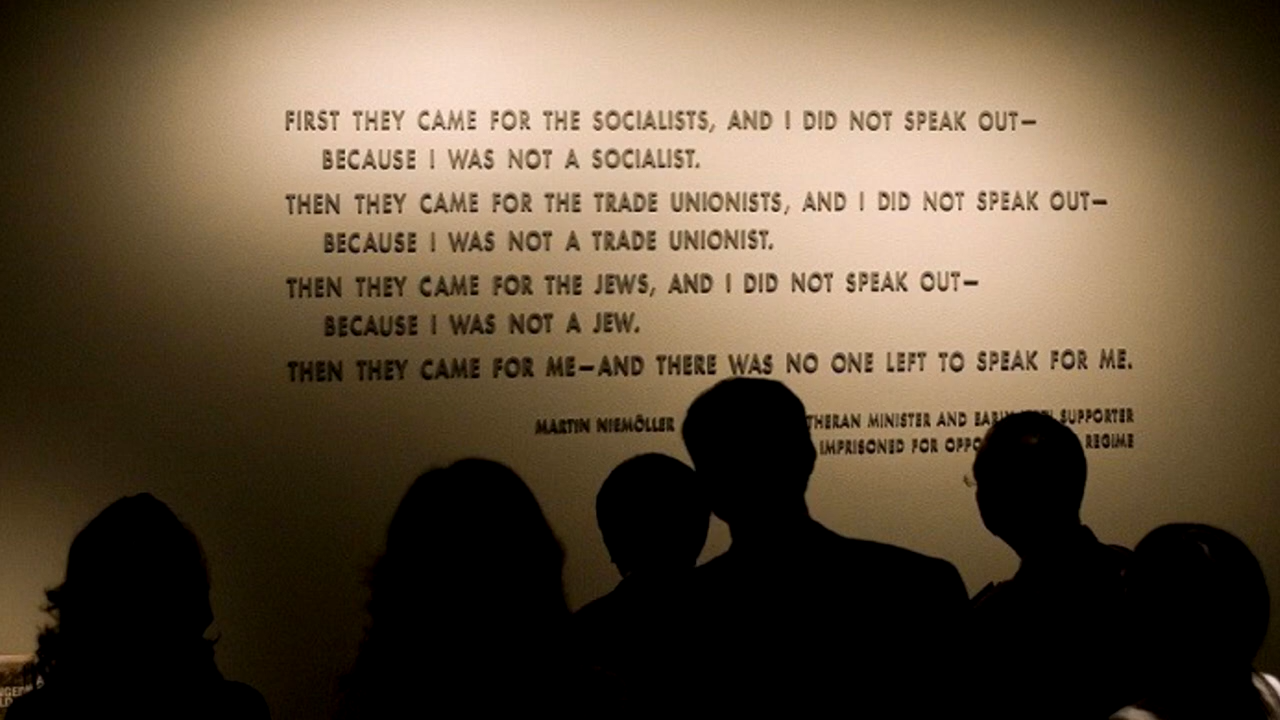 FIRST THEY CAME FOR THE SOCIALISTS, AND I DID NOT SPEAK OUT—
BECAUSE I WAS NOT A SOCIALIST.
THEN THEY CAME FOR THE TRADE UNIONISTS, AND I DID NOT SPEAK OUT—
BECAUSE I WAS NOT A TRADE UNIONIST.
THEN THEY CAME FOR THE JEWS, AND I DID NOT SPEAK OUT—
BECAUSE I WAS NOT A JEW.
THEN THEY CAME FOR ME—AND THERE WAS NO ONE LEFT TO SPEAK FOR ME.
MARTIN NIEMÖLLER THERAN MINISTER AND SUPPORTER
IMPRISONED FOR REGIME